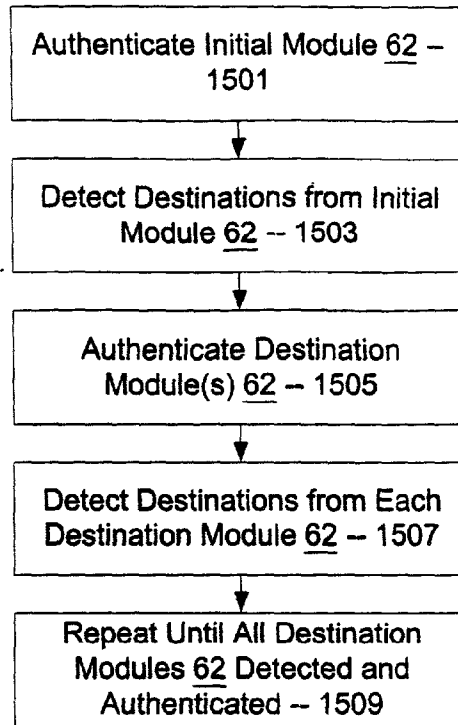 Authenticate Initial Module 62 –
1501
Detect Destinations from Initial
Module 62 -- 1503
Authenticate Destination
Module(s) 62 – 1505
Detect Destinations from Each
Destination Module 62 -- 1507
Repeat Until All Destination
Modules 62 Detected and
Authenticated -- 1509